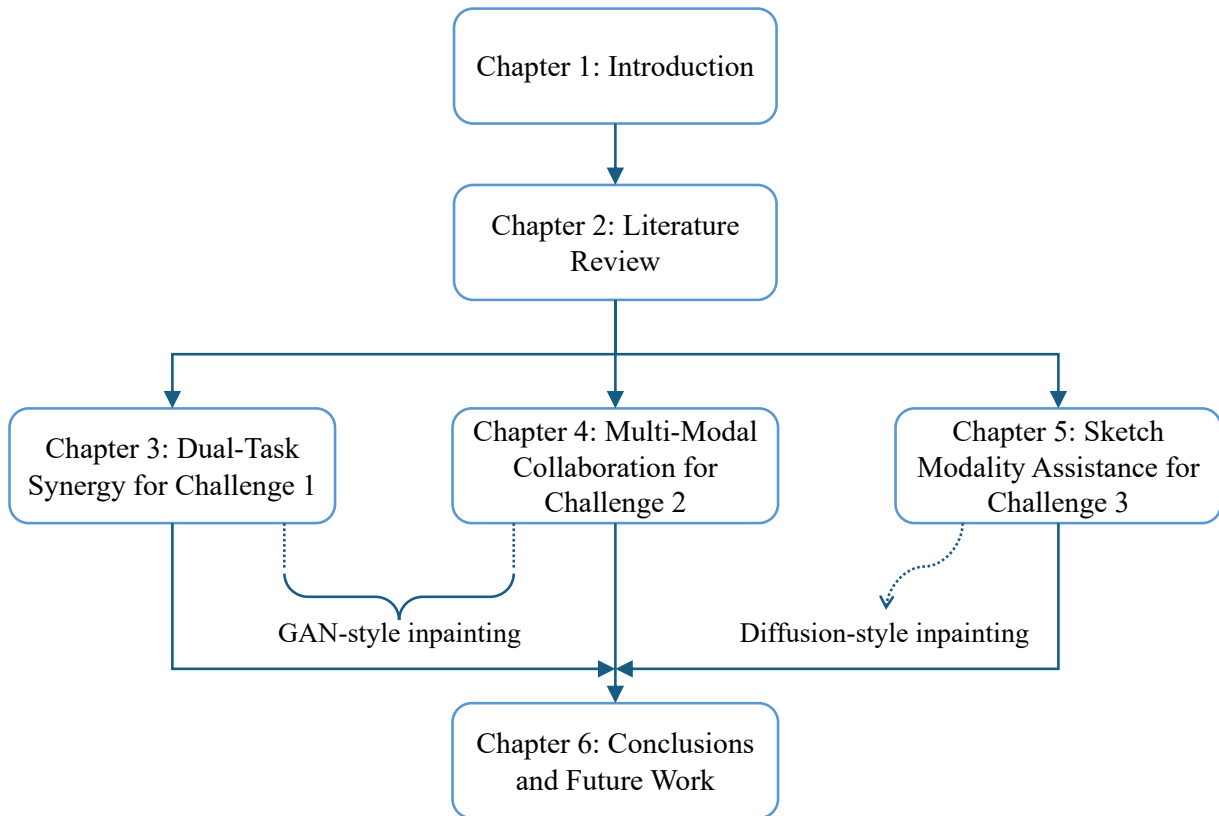 Chapter 1: Introduction
Chapter 2: Literature
Review
Chapter 3: Dual-Task
Synergy for Challenge 1
Chapter 4: Multi-Modal
Collaboration for
Challenge 2
Chapter 5: Sketch
Modality Assistance for
Challenge 3
GAN-style inpainting
Diffusion-style inpainting
Chapter 6: Conclusions
and Future Work